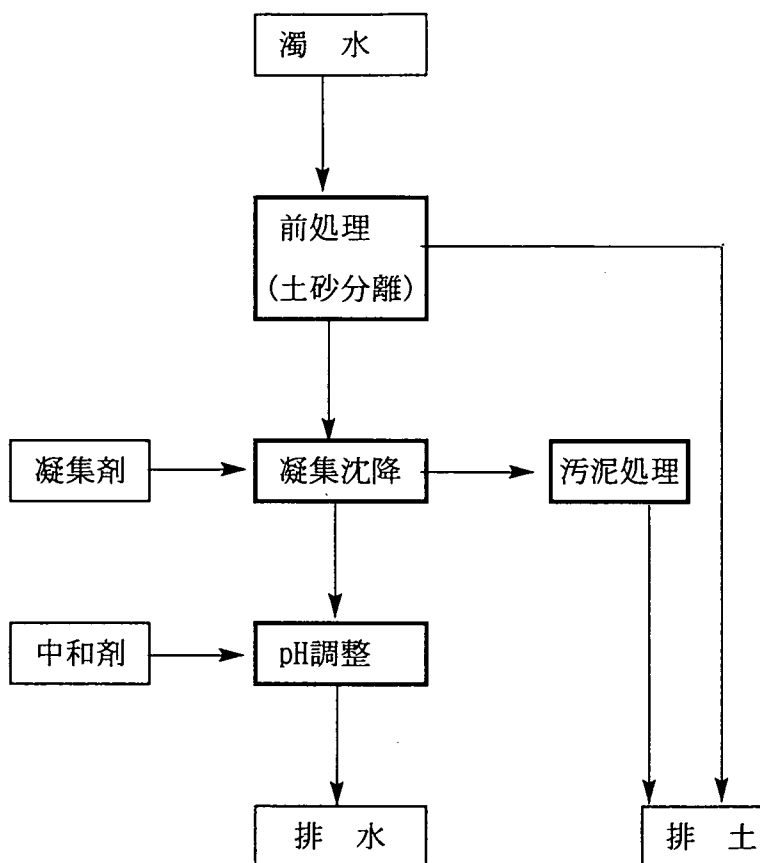 濁 水
前処理
(土砂分離)
凝集剤
凝集沈降
汚泥処理
中和剤
pH調整
排 水
排 土